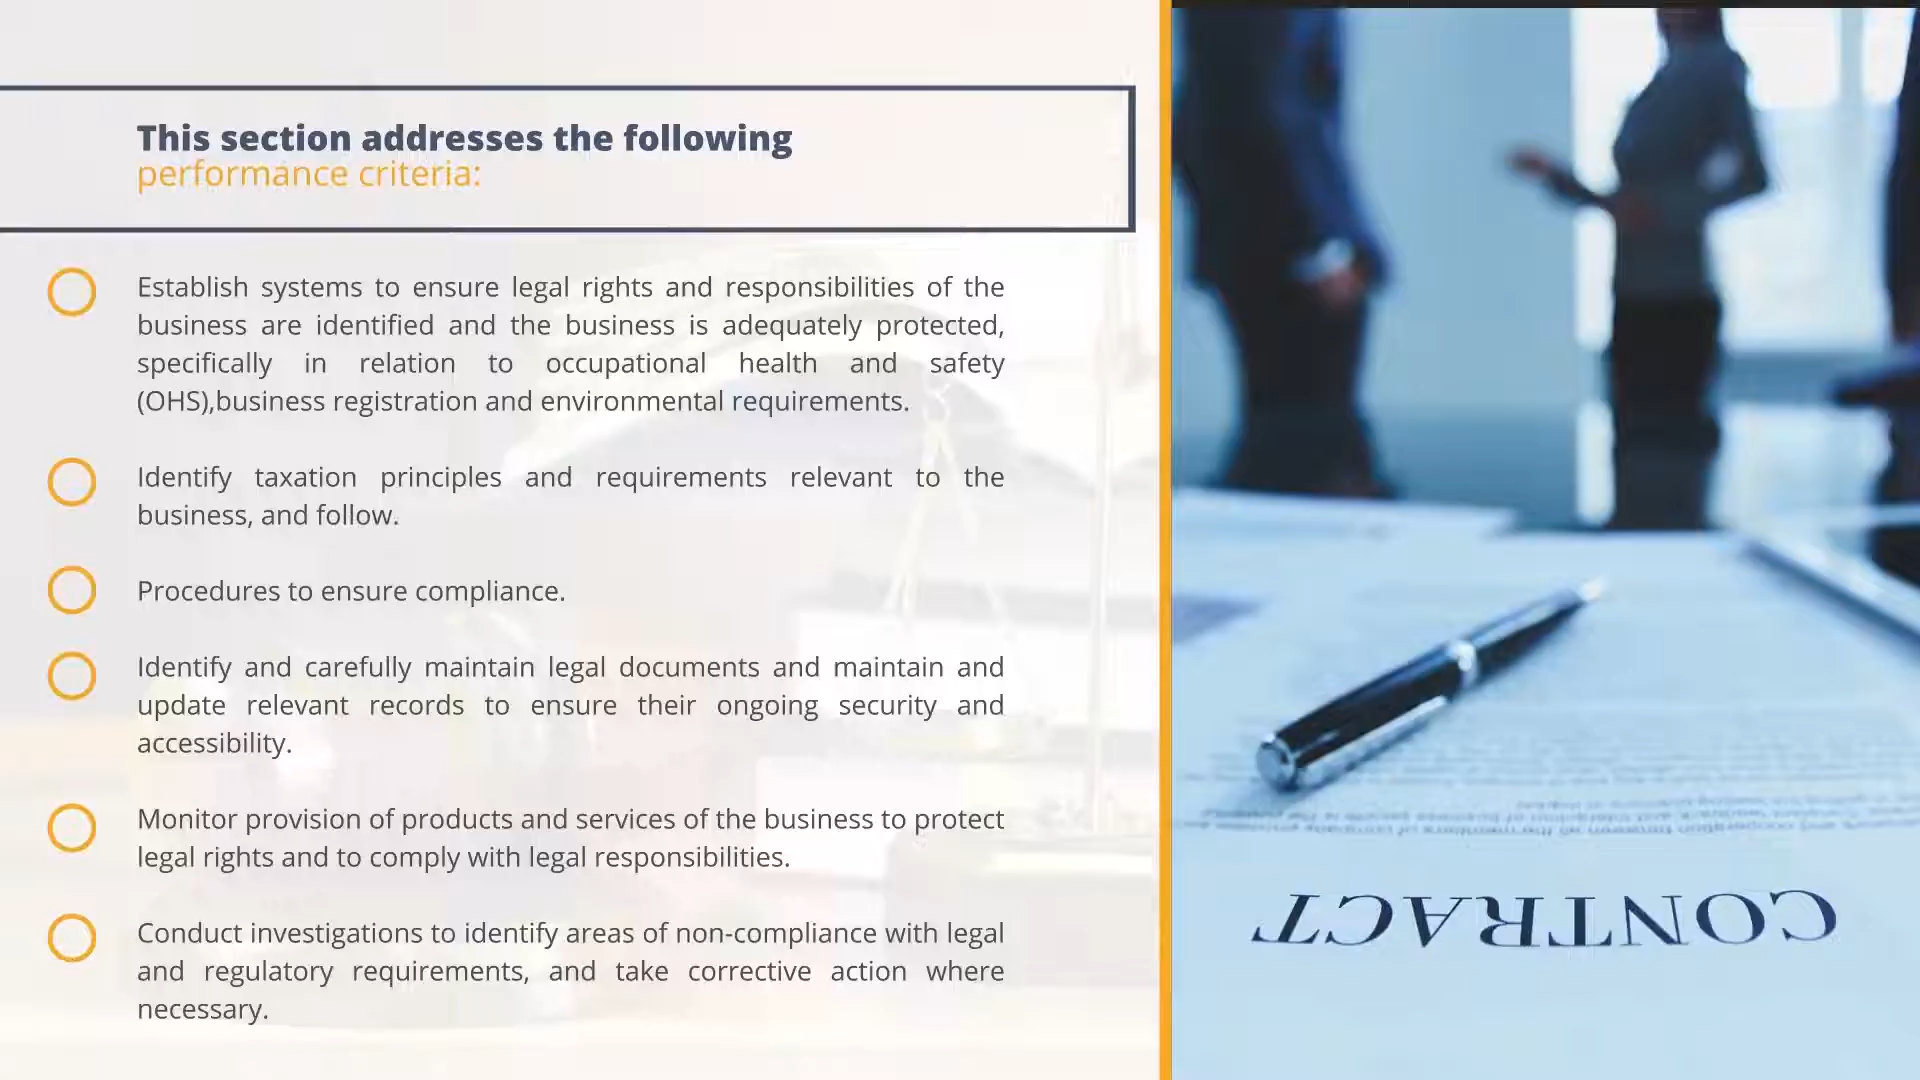 This section addresses the following
performance criteria:
Establish systems to ensure legal rights and responsibilities of the
business are identified and the business is adequately protected,
specifically in relation to occupational health and safety
(OHS),business registration and environmental requirements.
Identify taxation principles and requirements relevant to the
business, and follow.
Procedures to ensure compliance.
Identify and carefully maintain legal documents and maintain and
update relevant records to ensure their ongoing security and
accessibility.
Monitor provision of products and services of the business to protect
legal rights and to comply with legal responsibilities.
Conduct investigations to identify areas of non-compliance with legal
and regulatory requirements, and take corrective action where
necessary.
CONTRACT